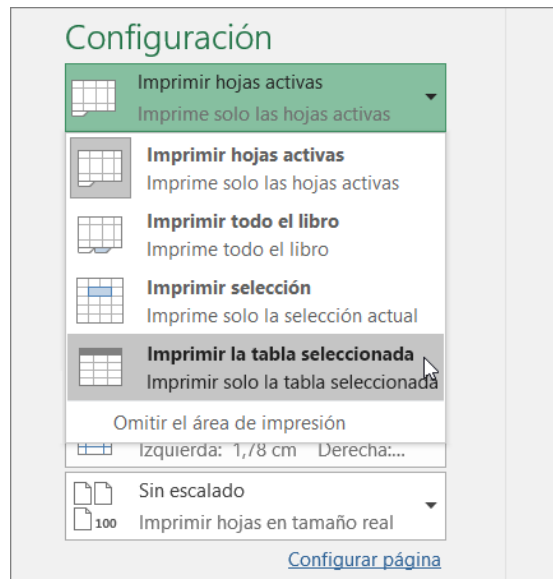 Configuración
Imprimir hojas activas
Imprime solo las hojas activas
Imprimir hojas activas
Imprime solo las hojas activas
Imprimir todo el libro
Imprime todo el libro
Imprimir selección
Imprime solo la selección actual
Imprimir la tabla seleccionada
Imprimir solo la tabla seleccionada
Omitir el área de impresión
Izquierda: 1,78 cm Derecha:...
Sin escalado
100 Imprimir hojas en tamaño real
Configurar página